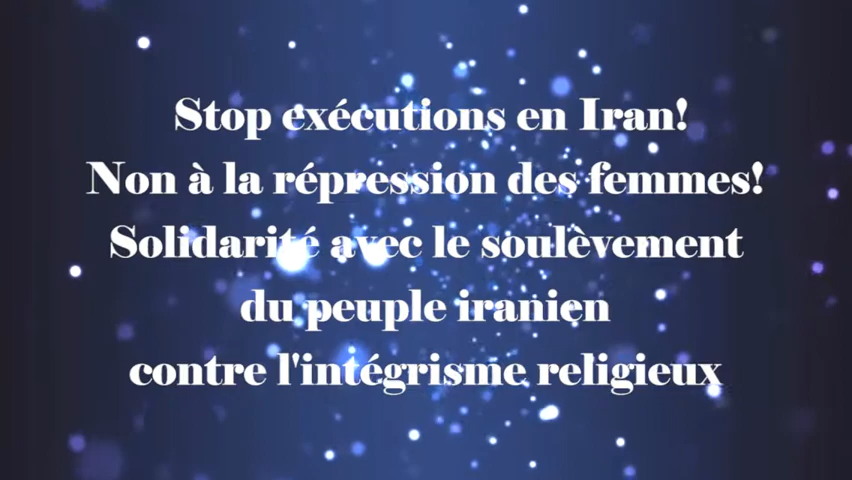 Stop exécutions en Iran!
Non à la répression des femmes!
Solidarité avec le soulèvement
du peuple iranien
contre l'intégrisme religieux